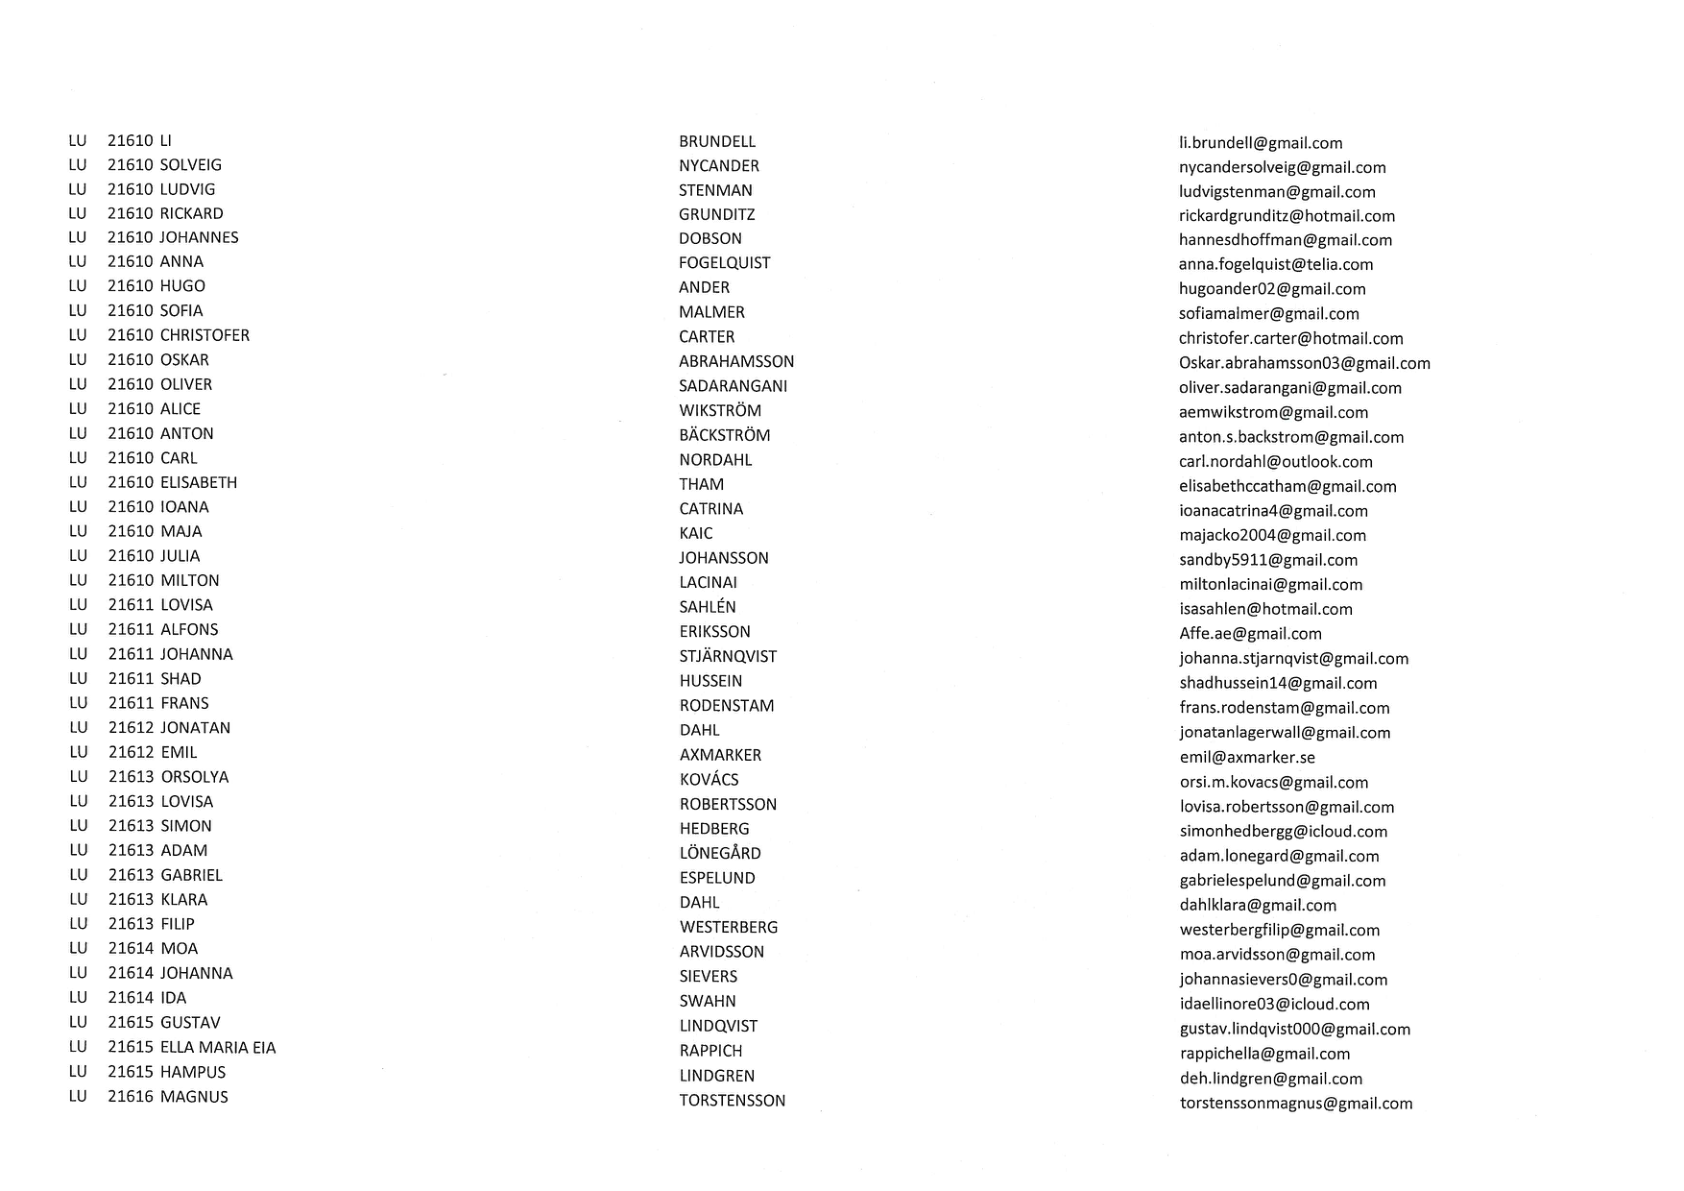 LU 21610 LI BRUNDELL li.brundell@gmail.com
LU 21610 SOLVEIG NYCANDER nycandersolveig@gmail.com
LU 21610 LUDVIG STENMAN ludvigstenman@gmail.com
LU 21610 RICKARD GRUNDITZ rickardgrunditz@hotmail.com
LU 21610 JOHANNES DOBSON hannesdhoffman@gmail.com
LU 21610 ANNA FOGELQUIST anna.fogelquist@telia.com
LU 21610 HUGO ANDER hugoander02@gmail.com
LU 21610 SOFIA MALMER sofiamalmer@gmail.com
LU 21610 CHRISTOFER CARTER christofer.carter@hotmail.com
LU 21610 OSKAR ABRAHAMSSON Oskar.abrahamsson03@gmail.com
LU 21610 OLIVER SADARANGANI oliver.sadarangani@gmail.com
LU 21610 ALICE WIKSTRÖM aemwikstrom@gmail.com
LU 21610 ANTON BÄCKSTRÖM anton.s.backstrom@gmail.com
LU 21610 CARL NORDAHL carl.nordahl@outlook.com
LU 21610 ELISABETH THAM elisabethccatham@gmail.com
LU 21610 IOANA CATRINA ioanacatrina4@gmail.com
LU 21610 MAJA KAIC majacko2004@gmail.com
LU 21610 JULIA JOHANSSON sandby5911@gmail.com
LU 21610 MILTON LACINAI miltonlacinai@gmail.com
LU 21611 LOVISA SAHLÉN isasahlen@hotmail.com
LU 21611 ALFONS ERIKSSON Affe.ae@gmail.com
LU 21611 JOHANNA STJÄRNQVIST johanna.stjarnqvist@gmail.com
LU 21611 SHAD HUSSEIN shadhussein14@gmail.com
LU 21611 FRANS RODENSTAM frans.rodenstam@gmail.com
LU 21612 JONATAN DAHL jonatanlagerwall@gmail.com
LU 21612 EMIL AXMARKER emil@axmarker.se
LU 21613 ORSOLYA KOVÁCS orsi.m.kovacs@gmail.com
LU 21613 LOVISA ROBERTSSON lovisa.robertsson@gmail.com
LU 21613 SIMON HEDBERG simonhedbergg@icloud.com
LU 21613 ADAM LÖNEGÅRD adam.lonegard@gmail.com
LU 21613 GABRIEL ESPELUND gabrielespelund@gmail.com
LU 21613 KLARA DAHL dahlklara@gmail.com
LU 21613 FILIP WESTERBERG westerbergfilip@gmail.com
LU 21614 MOA ARVIDSSON moa.arvidsson@gmail.com
LU 21614 JOHANNA SIEVERS johannasievers0@gmail.com
LU 21614 IDA SWAHN idaellinore03@icloud.com
LU 21615 GUSTAV LINDQVIST gustav.lindqvist000@gmail.com
LU 21615 ELLA MARIA EIA RAPPICH rappichella@gmail.com
LU 21615 HAMPUS LINDGREN deh.lindgren@gmail.com
LU 21616 MAGNUS TORSTENSSON torstenssonmagnus@gmail.com